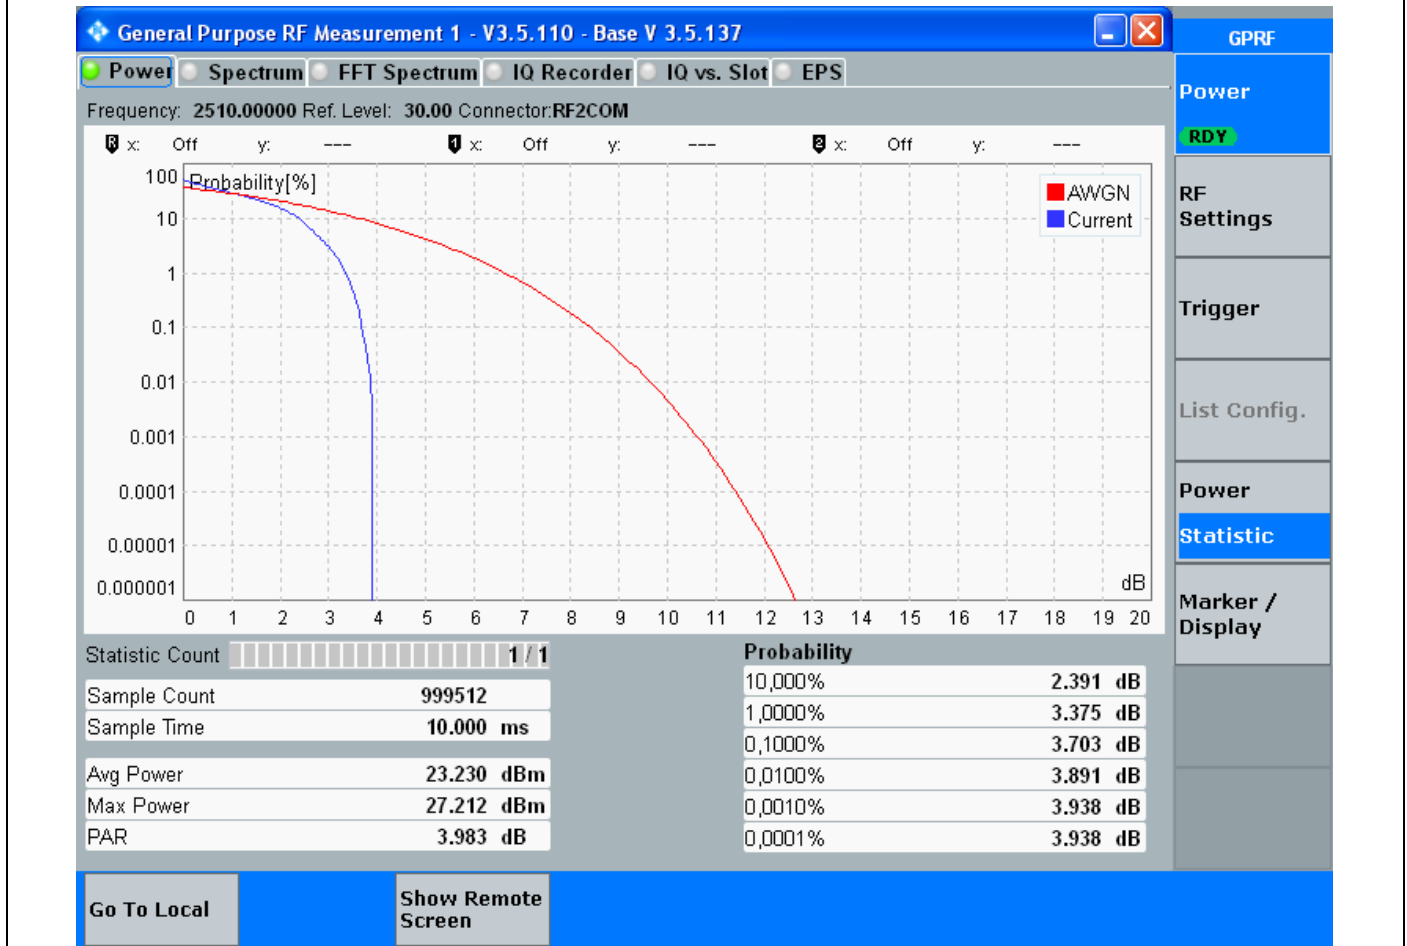 General Purpose RF Measurement 1 - V3.5.110 - Base V 3.5.137
GPRF
Power Spectrum FFT Spectrum IQ Recorder IQ vs. Slot EPS
Frequency: 2510.00000 Ref. Level: 30.00 Connector:RF2COM
R x: Off y: --- 1 x: Off y: --- 2 x: Off y: ---
Probability[%]
AWGN
Current
100
10
1
0.1
0.01
0.001
0.0001
0.00001
0.000001
dB
0 1 2 3 4 5 6 7 8 9 10 11 12 13 14 15 16 17 18 19 20
Statistic Count 1 / 1
Sample Count 999512
Sample Time 10.000 ms
Avg Power 23.230 dBm
Max Power 27.212 dBm
PAR 3.983 dB
Probability
10,000% 2.391 dB
1,0000% 3.375 dB
0,1000% 3.703 dB
0,0100% 3.891 dB
0,0010% 3.938 dB
0,0001% 3.938 dB
Power
RDY
RF
Settings
Trigger
List Config.
Power
Statistic
Marker /
Display
Go To Local
Show Remote
Screen